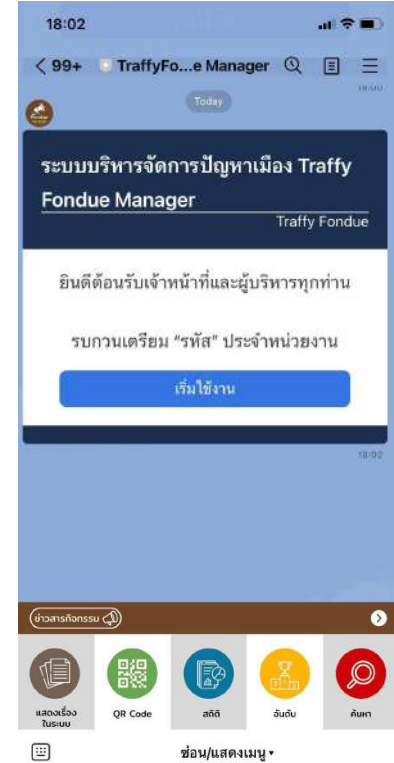 18:02
99+ TraffyFo...e Manager
Today
ระบบบริหารจัดการปัญหาเมือง Traffy
Fondue Manager
Traffy Fondue
ยินดีต้อนรับเจ้าหน้าที่และผู้บริหารทุกท่าน
รบกวนเตรียม “รหัส” ประจำหน่วยงาน
เริ่มใช้งาน
18:02
ข่าวสารกิจกรรม
แสดงเรื่อง
ในระบบ
QR Code
สถิติ
อันดับ
ค้นหา
ซ่อน/แสดงเมนู